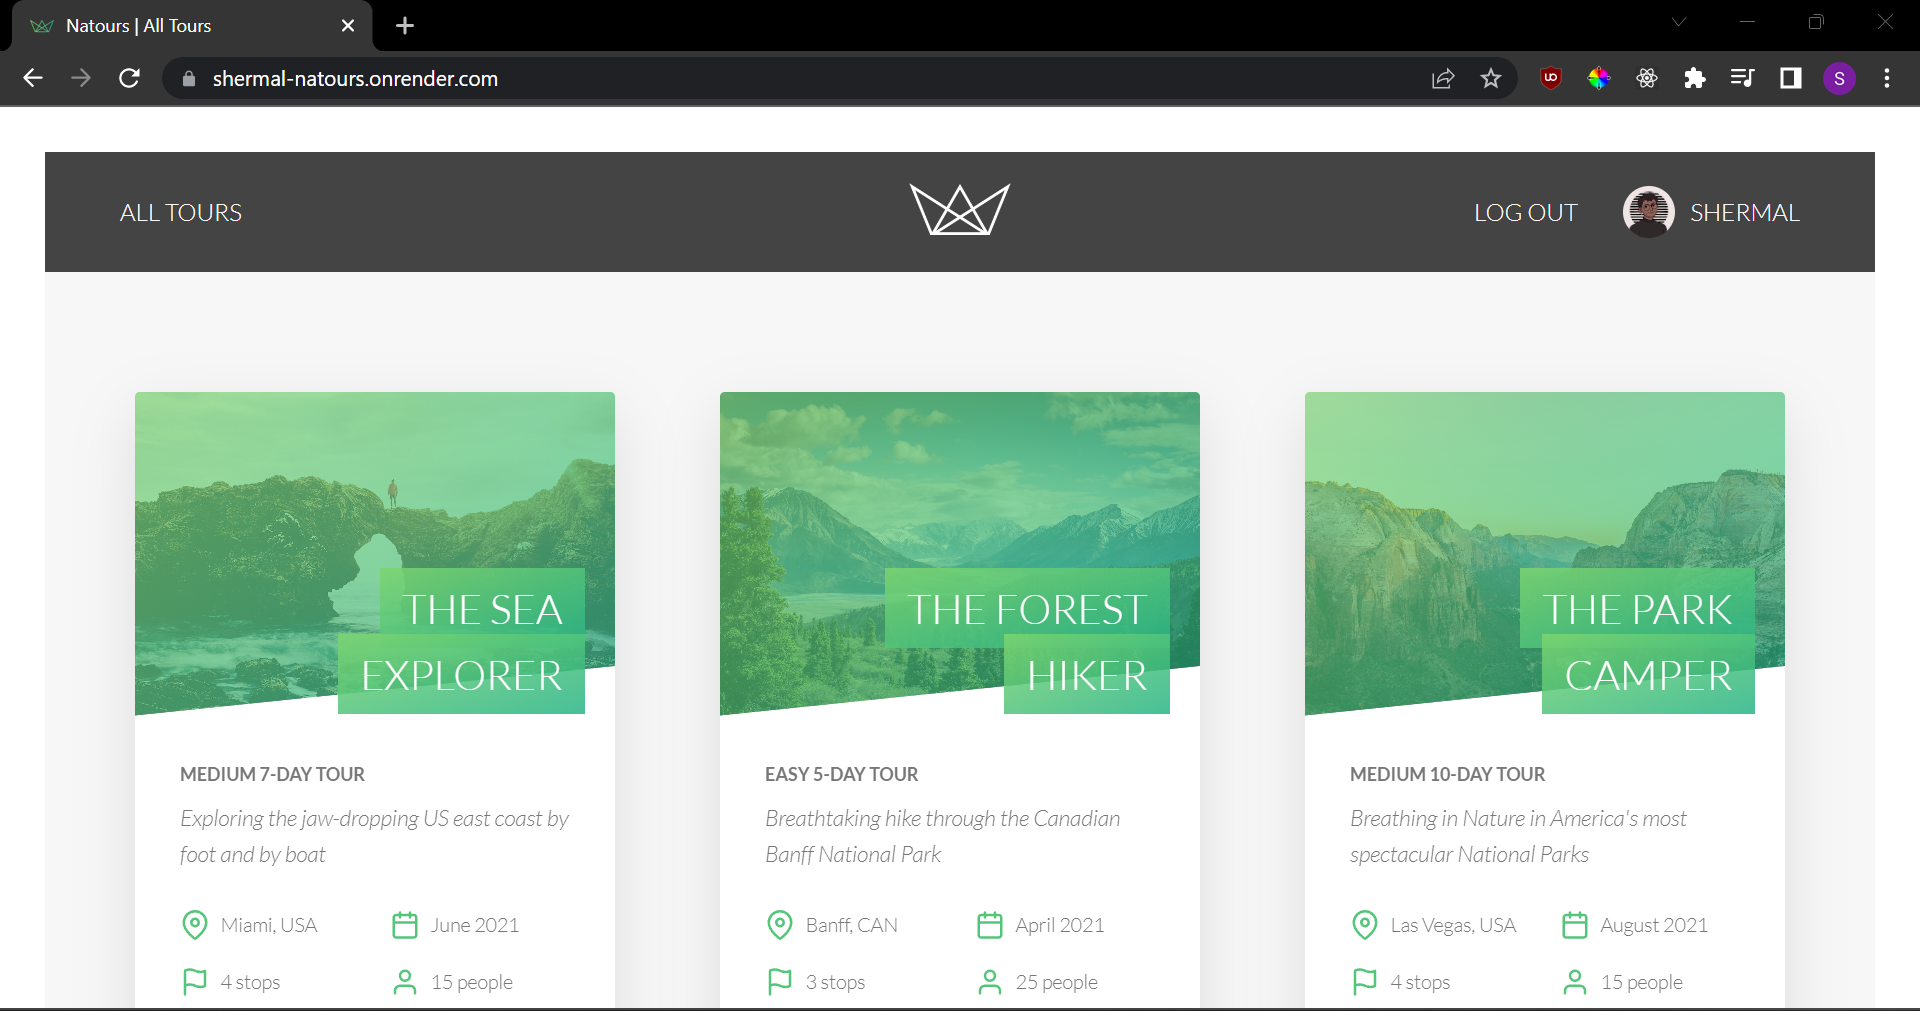 Natours | All Tours
shermal-natours.onrender.com
S
ALL TOURS
LOG OUT
SHERMAL
THE SEA
EXPLORER
MEDIUM 7-DAY TOUR
Exploring the jaw-dropping US east coast by
foot and by boat
Miami, USA
June 2021
4 stops
15 people
THE FOREST
HIKER
EASY 5-DAY TOUR
Breathtaking hike through the Canadian
Banff National Park
Banff, CAN
April 2021
3 stops
25 people
THE PARK
CAMPER
MEDIUM 10-DAY TOUR
Breathing in Nature in America's most
spectacular National Parks
Las Vegas, USA
August 2021
4 stops
15 people